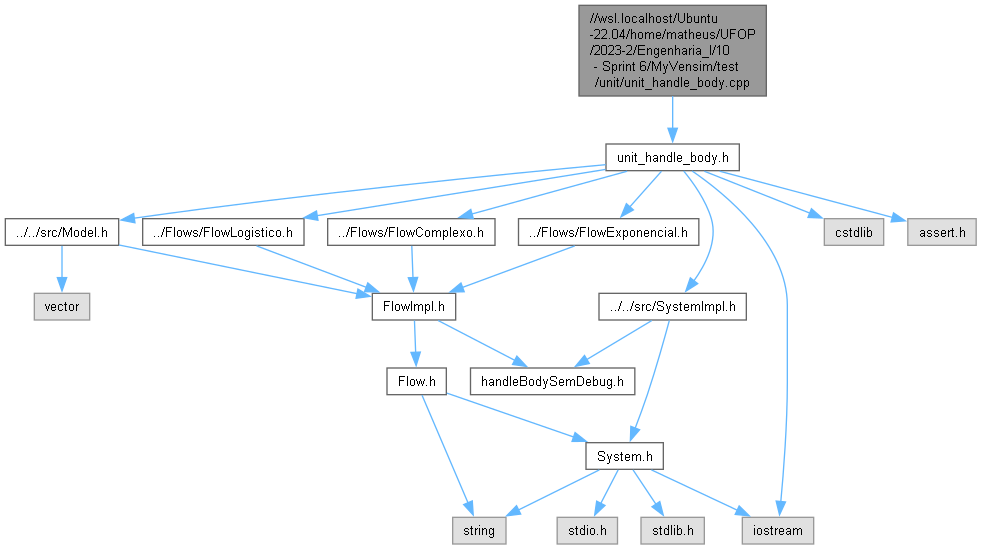 //wsl.localhost/Ubuntu
-22.04/home/matheus/UFOP
/2023-2/Engenharia_I/10
- Sprint 6/MyVensim/test
/unit/unit_handle_body.cpp
unit_handle_body.h
../../src/Model.h
../Flows/FlowLogistico.h
../Flows/FlowComplexo.h
../Flows/FlowExponencial.h
cstdlib
assert.h
vector
FlowImpl.h
../../src/SystemImpl.h
Flow.h
handleBodySemDebug.h
System.h
string
stdio.h
stdlib.h
iostream